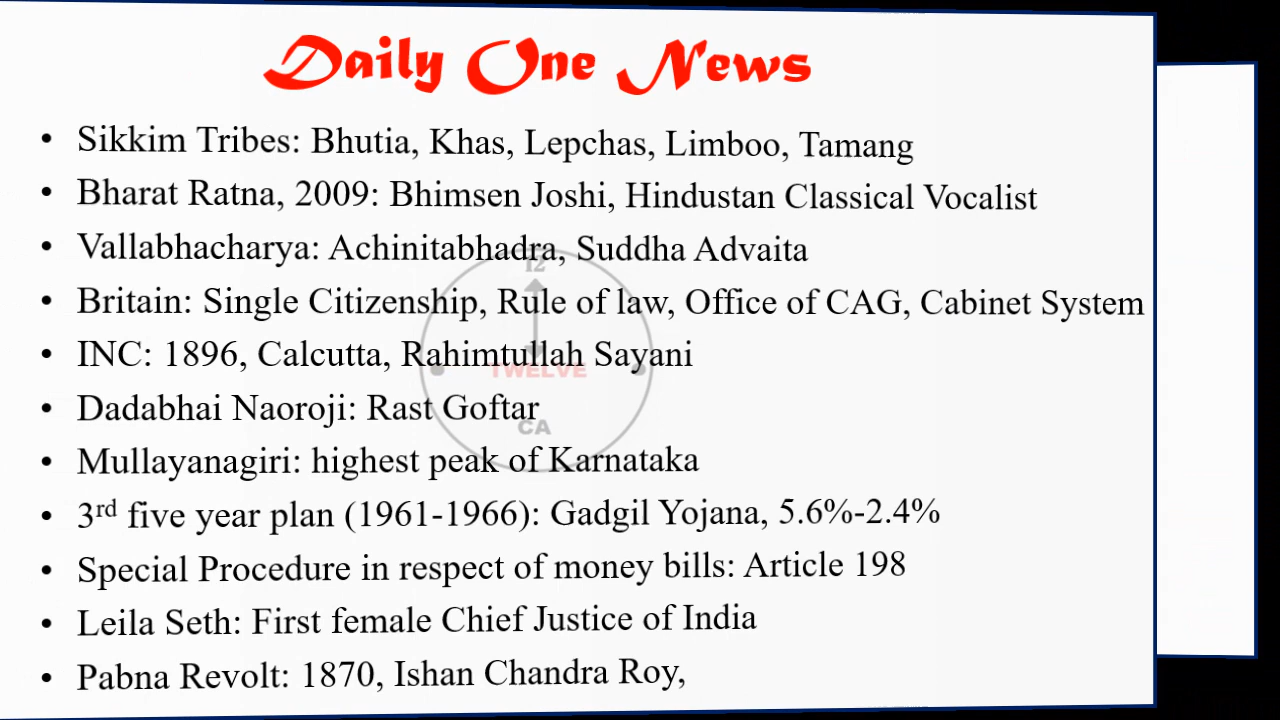 Daily One News
• Sikkim Tribes: Bhutia, Khas, Lepchas, Limboo, Tamang
• Bharat Ratna, 2009: Bhimsen Joshi, Hindustan Classical Vocalist
• Vallabhacharya: Achinitabhadra, Suddha Advaita
12
• Britain: Single Citizenship, Rule of law, Office of CAG, Cabinet System
• INC: 1896, Calcutta, Rahimtullah Sayani
TWELVE
• Dadabhai Naoroji: Rast Goftar
CA
• Mullayanagiri: highest peak of Karnataka
• 3rd five year plan (1961-1966): Gadgil Yojana, 5.6%-2.4%
• Special Procedure in respect of money bills: Article 198
• Leila Seth: First female Chief Justice of India
• Pabna Revolt: 1870, Ishan Chandra Roy,